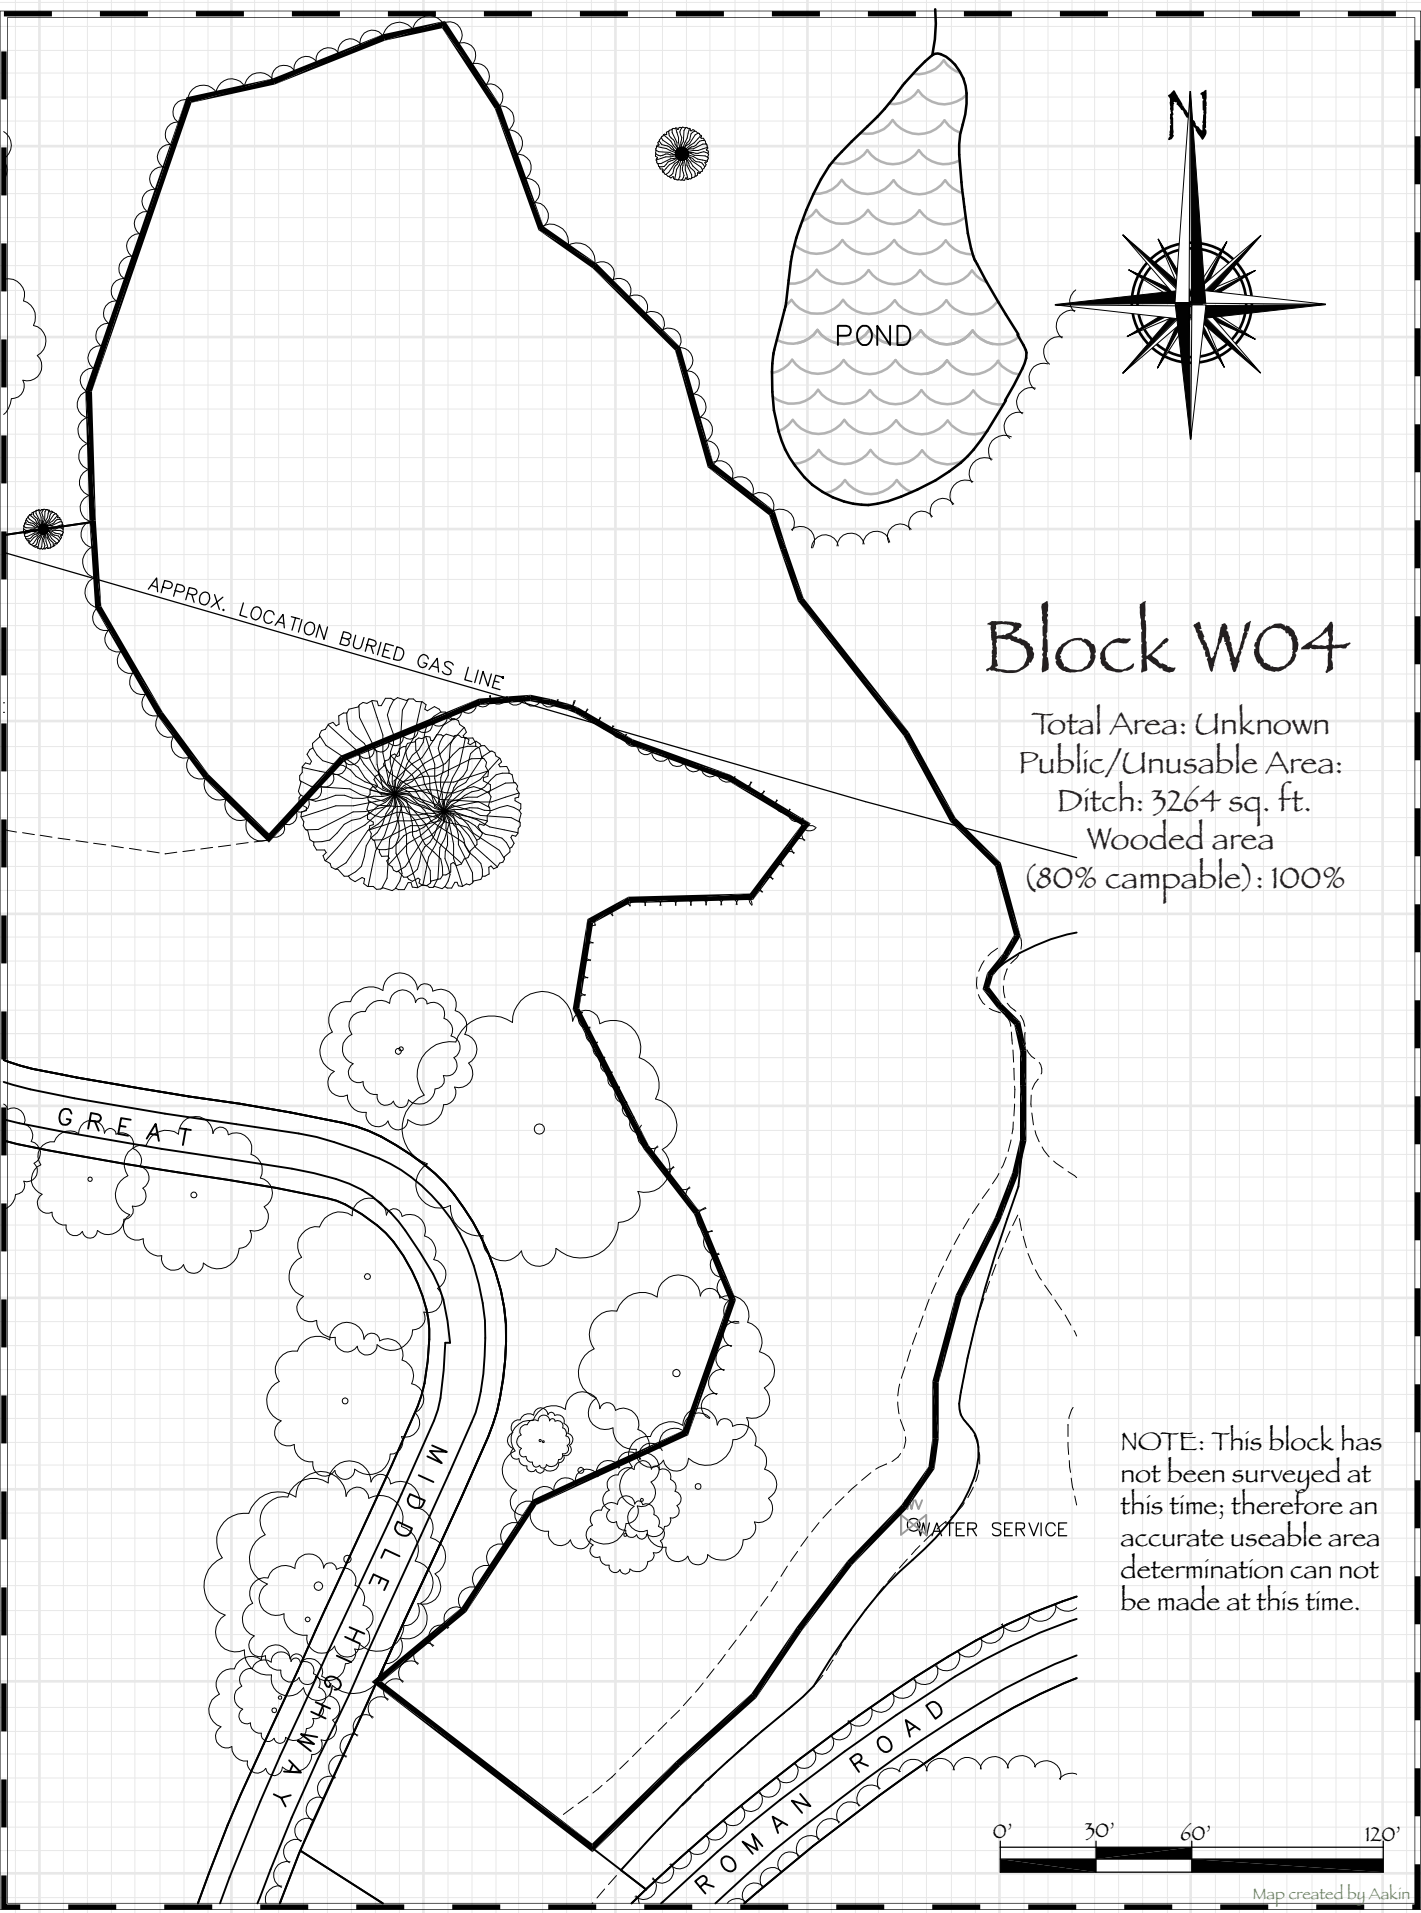 N
POND
APPROX. LOCATION BURIED GAS LINE
Block W04
Total Area: Unknown
Public/Unusable Area:
Ditch: 3264 sq. ft.
Wooded area
(80% campable) : 100%
GREAT
MIDDLE HIGHWAY
NOTE: This block has
not been surveyed at
this time; therefore an
accurate useable area
determination can not
be made at this time.
WV
WATER SERVICE
ROMAN ROAD
0' 30' 60' 120'
Map created by Aakin